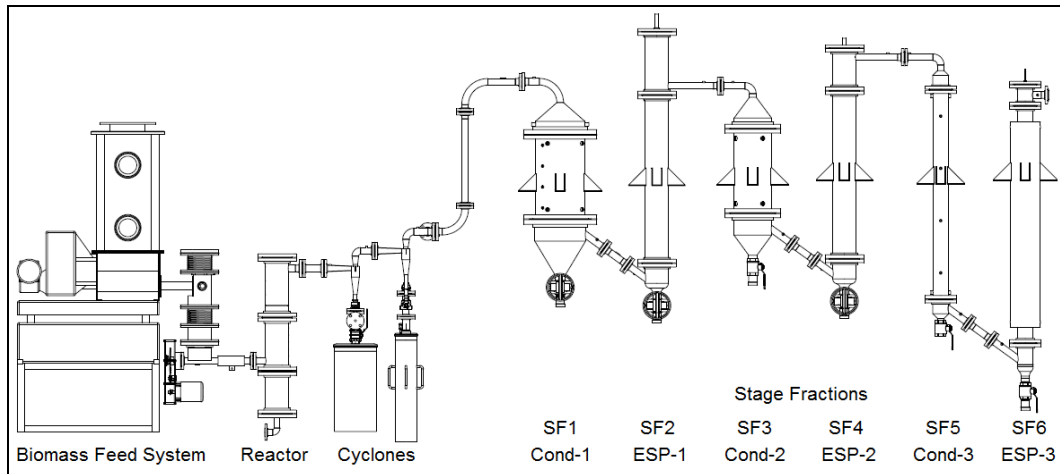 Stage Fractions
SF1 SF2 SF3 SF4 SF5 SF6
Biomass Feed System Reactor Cyclones Cond-1 ESP-1 Cond-2 ESP-2 Cond-3 ESP-3